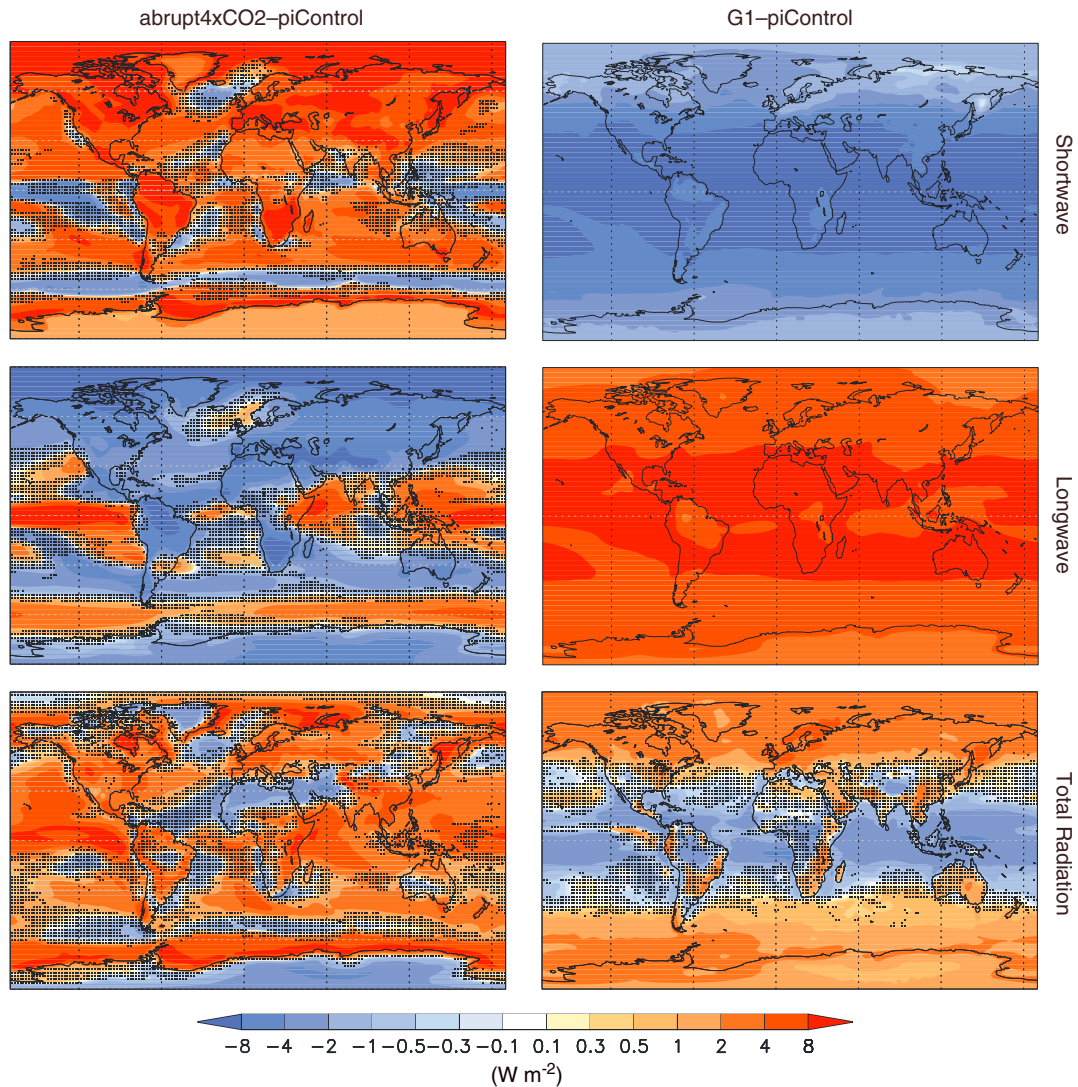 abrupt4xCO2–piControl
G1–piControl
Shortwave
Longwave
Total Radiation
−8 −4 −2 −1 −0.5 −0.3 −0.1 0.1 0.3 0.5 1 2 4 8
(W m-2)